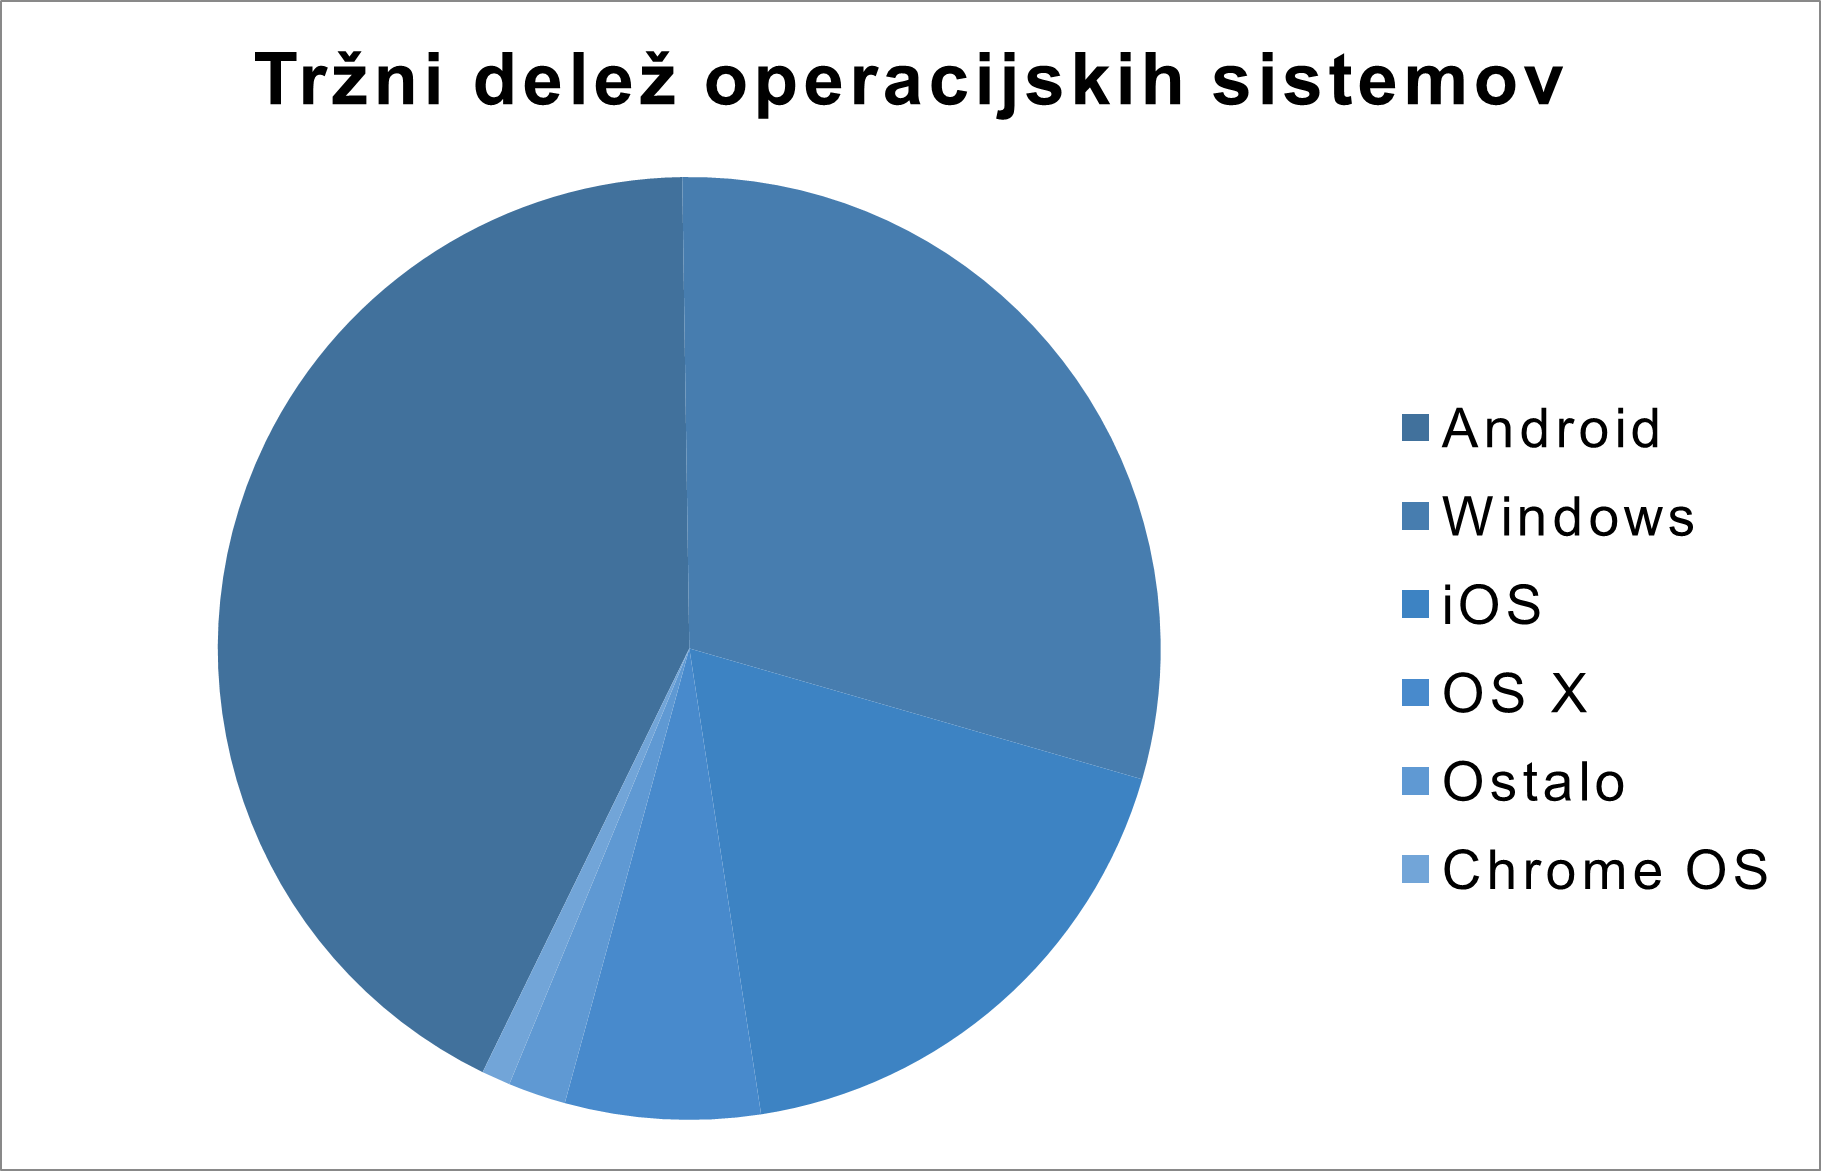 Tržni delež operacijskih sistemov
Android
Windows
iOS
OS X
Ostalo
Chrome OS